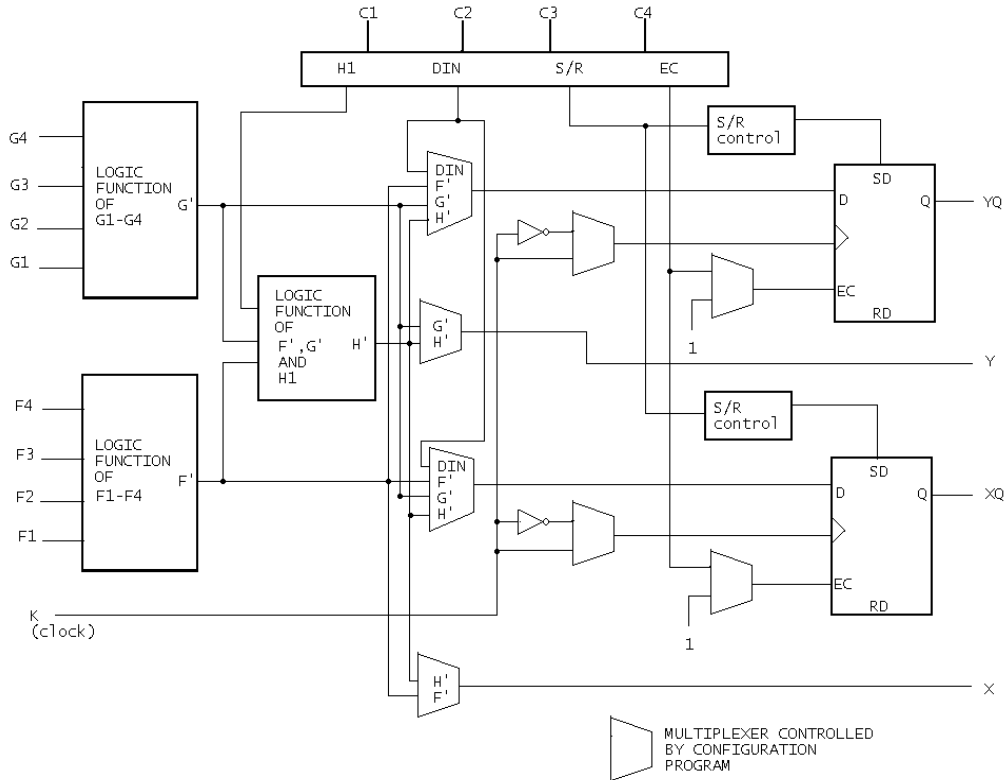 C1 C2 C3 C4
H1 DIN S/R EC
G4
G3
G2
G1
LOGIC
FUNCTION
OF
G1-G4
G'
DIN
F'
G'
H'
S/R
control
SD
D
Q
EC
RD
YQ
1
LOGIC
FUNCTION
OF
F',G'
AND
H1
H'
G'
H'
Y
F4
F3
F2
F1
LOGIC
FUNCTION
OF
F1-F4
F'
DIN
F'
G'
H'
S/R
control
SD
D
Q
EC
RD
XQ
1
K
(clock)
H'
F'
X
MULTIPLEXER CONTROLLED
BY CONFIGURATION
PROGRAM